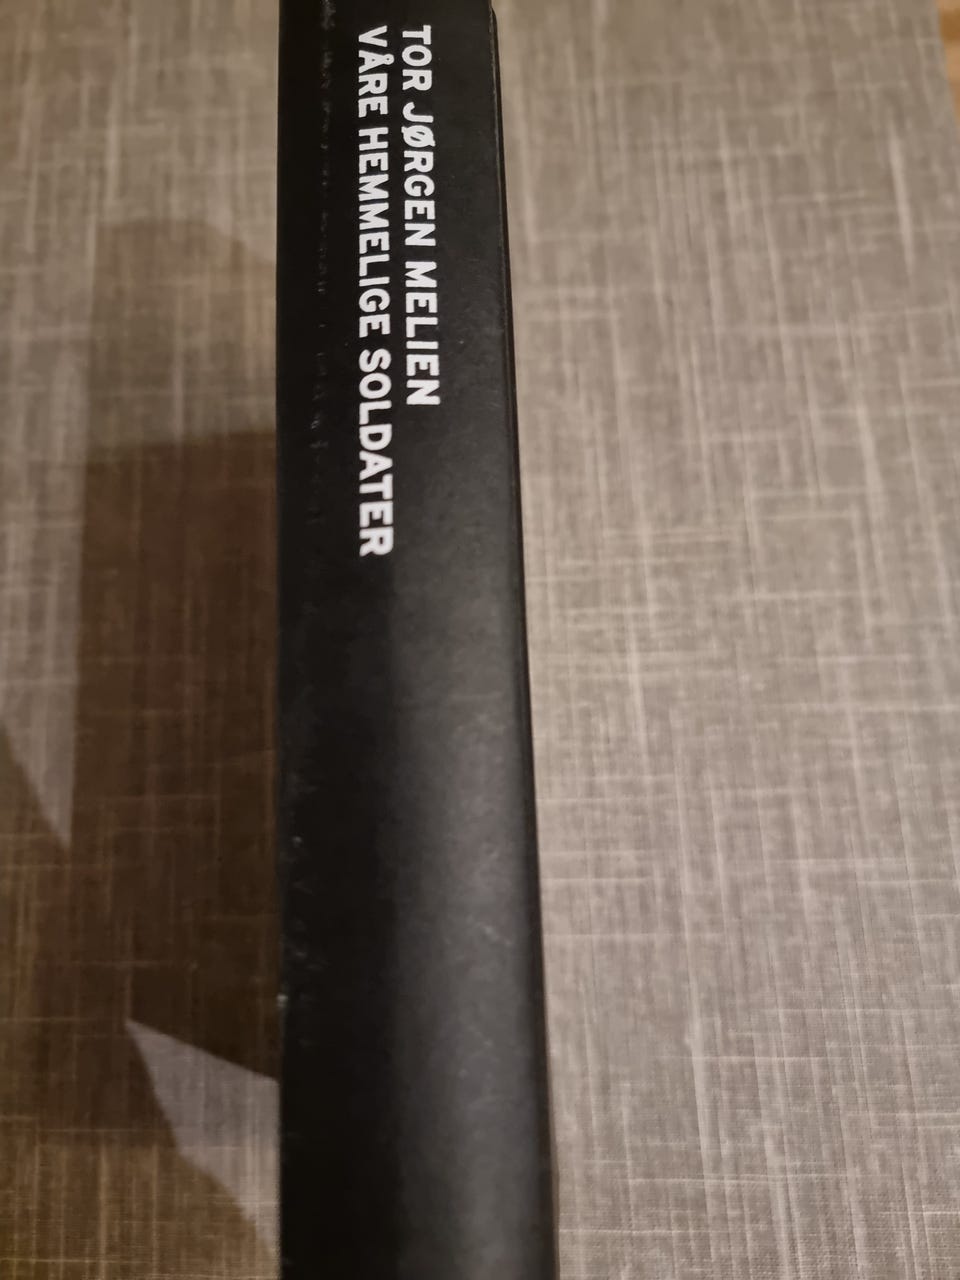 TOR JØRGEN MELIEN
VÅRE HEMMELIGE SOLDATER